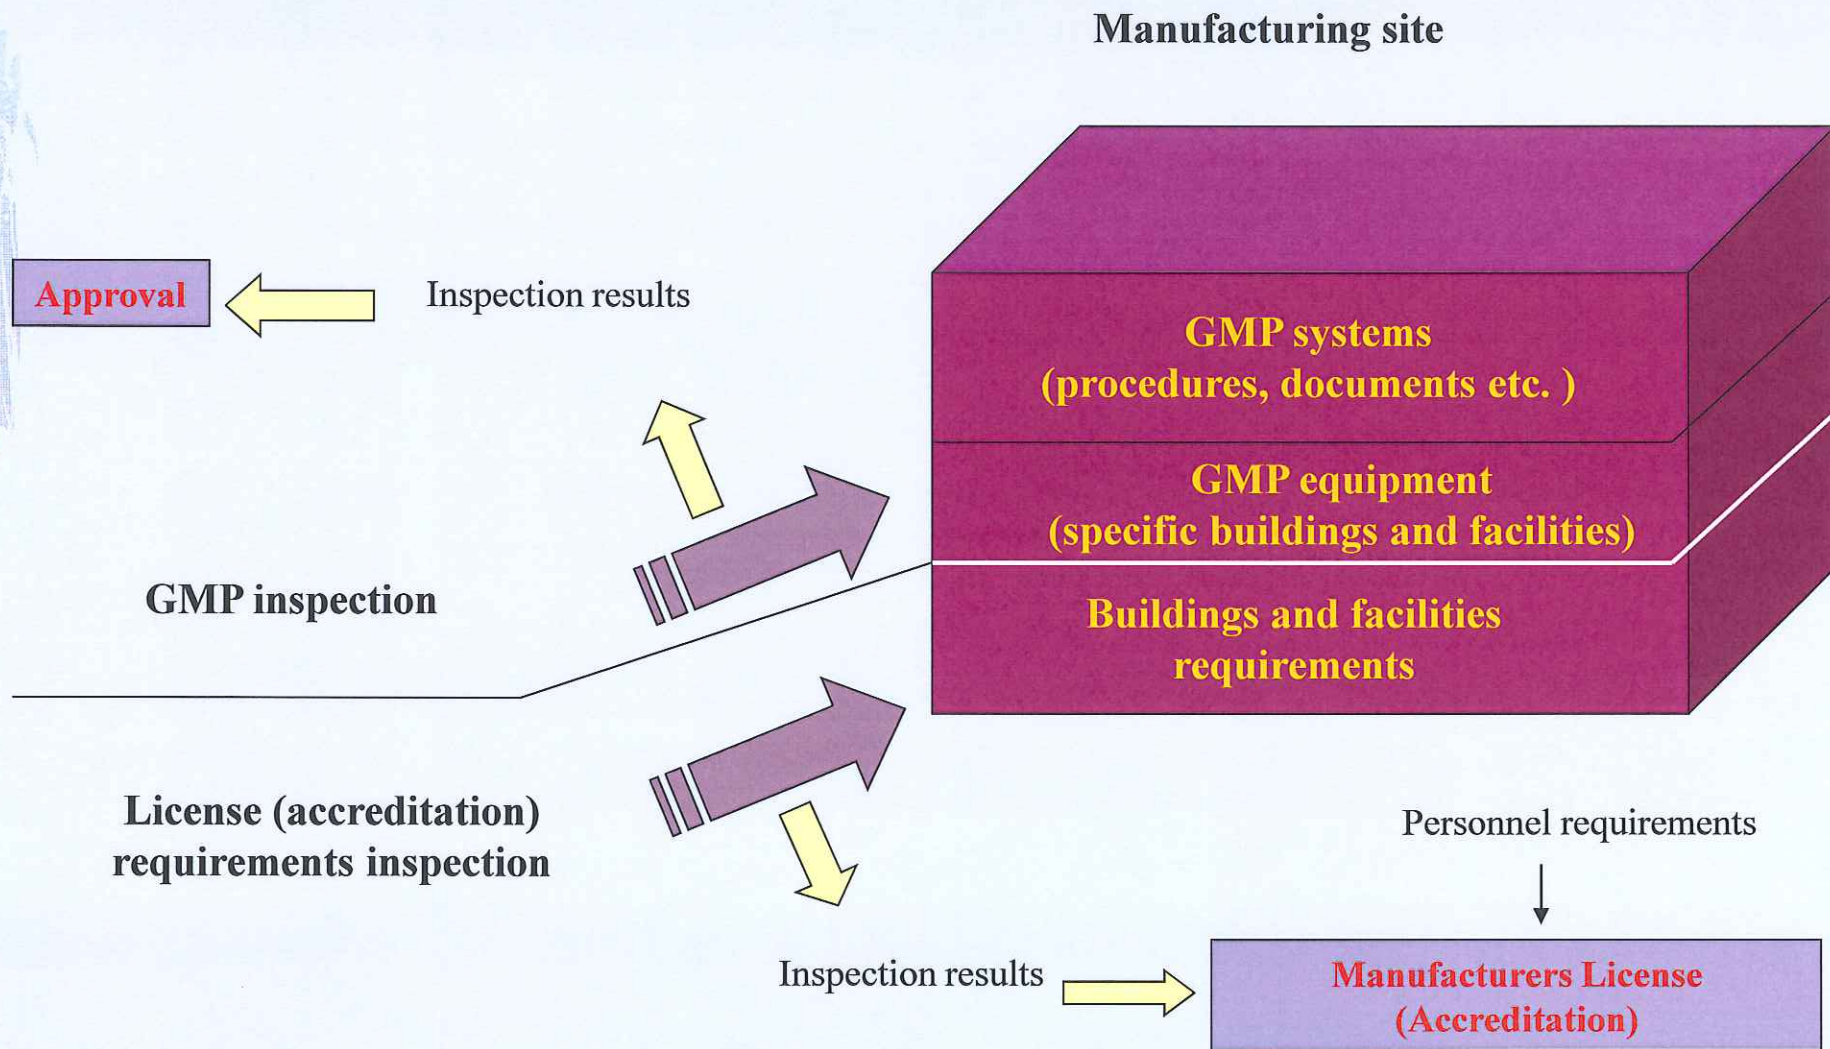 Manufacturing site
Approval
Inspection results
GMP systems
(procedures, documents etc. )
GMP equipment
(specific buildings and facilities)
GMP inspection
Buildings and facilities
requirements
License (accreditation)
requirements inspection
Personnel requirements
Inspection results
Manufacturers License
(Accreditation)